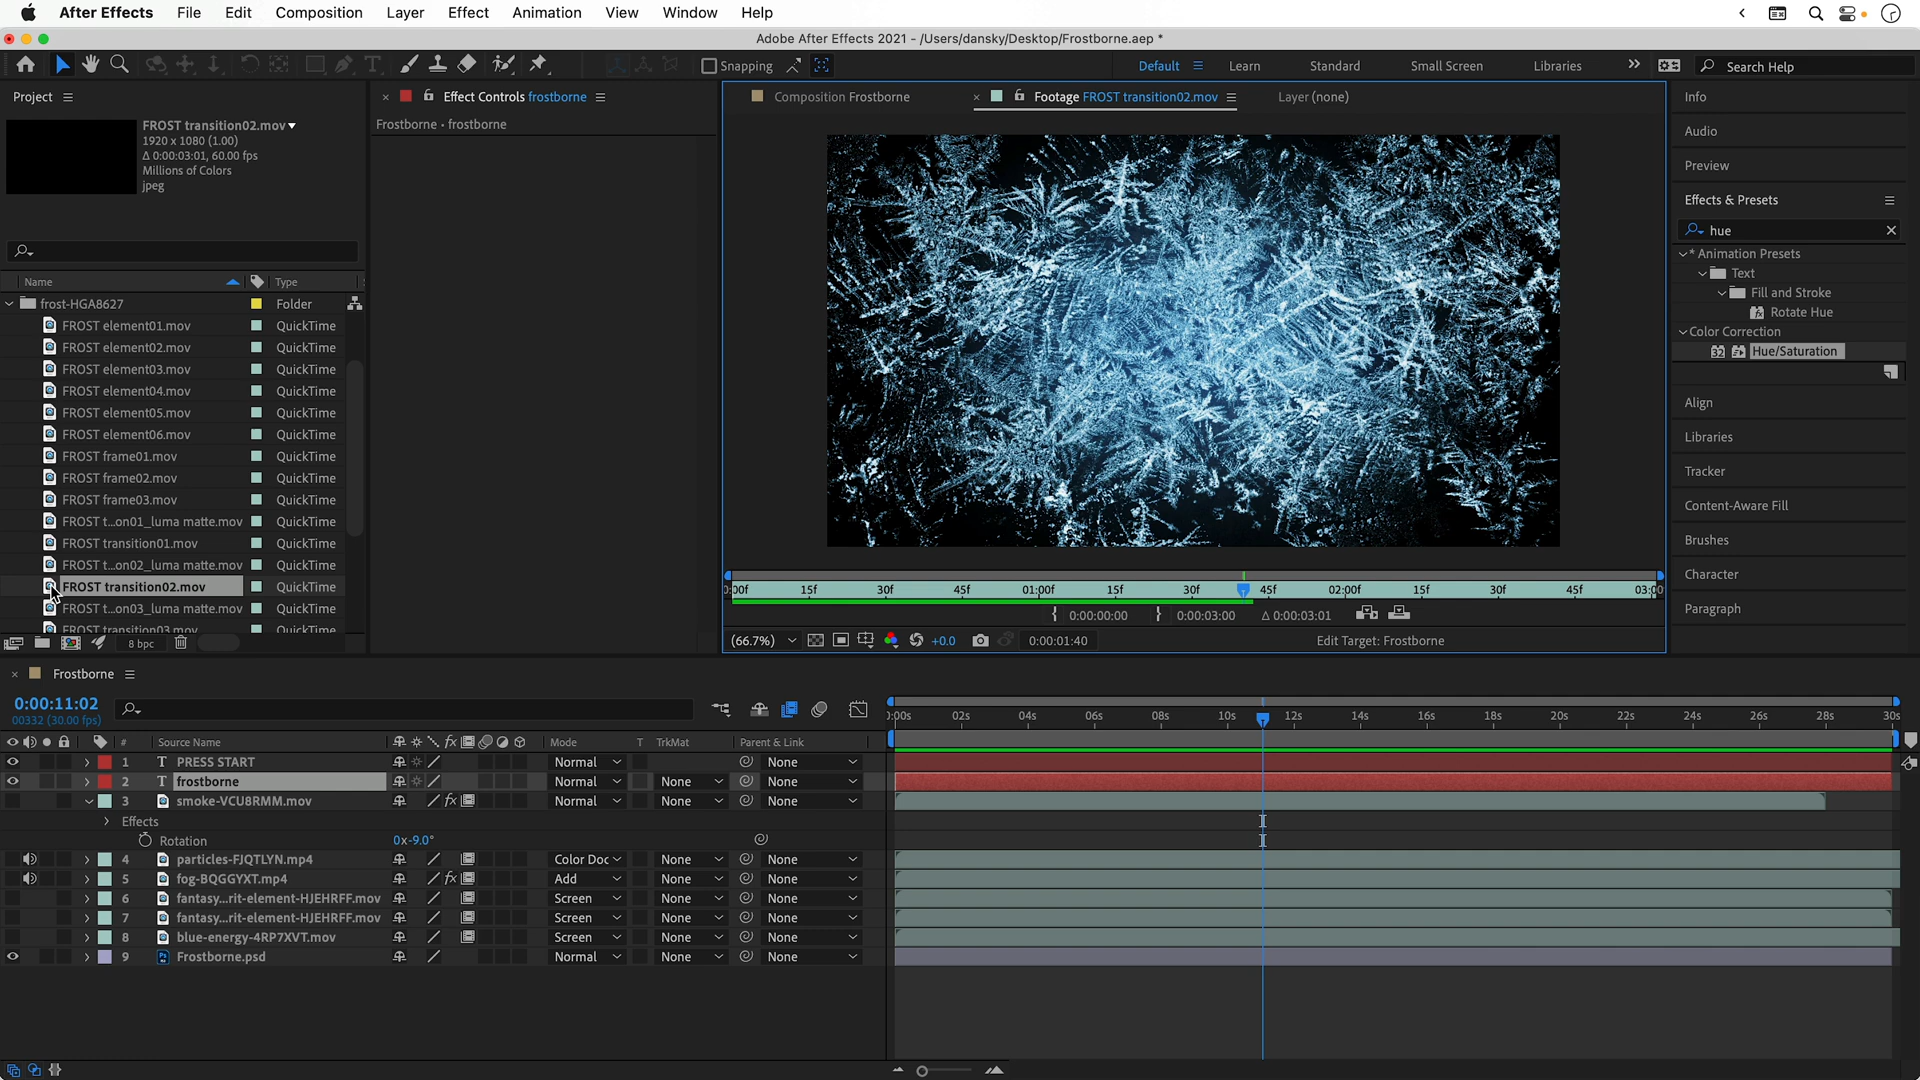 After Effects File Edit Composition Layer Effect Animation View Window Help
Adobe After Effects 2021 - /Users/dansky/Desktop/Frostborne.aep *
Snapping
Default Learn Standard Small Screen Libraries Search Help
Project
FROST transition02.mov
1920 x 1080 (1.00)
Δ 0:00:03:01, 60.00 fps
Millions of Colors
jpeg
Effect Controls frostborne
Frostborne • frostborne
Composition Frostborne
Footage FROST transition02.mov
Layer (none)
Name Type
frost-HGA8627 Folder
FROST element01.mov QuickTime
FROST element02.mov QuickTime
FROST element03.mov QuickTime
FROST element04.mov QuickTime
FROST element05.mov QuickTime
FROST element06.mov QuickTime
FROST frame01.mov QuickTime
FROST frame02.mov QuickTime
FROST frame03.mov QuickTime
FROST t...on01_luma matte.mov QuickTime
FROST transition01.mov QuickTime
FROST t...on02_luma matte.mov QuickTime
FROST transition02.mov QuickTime
FROST t...on03_luma matte.mov QuickTime
FROST transition03.mov QuickTime
8 bpc
:00f 15f 30f 45f 01:00f 15f 30f 45f 02:00f 15f 30f 45f 03:00
0:00:00:00 0:00:03:00 Δ 0:00:03:01
(66.7%) +0.0 0:00:01:40 Edit Target: Frostborne
Info
Audio
Preview
Effects & Presets
hue
* Animation Presets
Text
Fill and Stroke
Rotate Hue
Color Correction
32 Hue/Saturation
Align
Libraries
Tracker
Content-Aware Fill
Brushes
Character
Paragraph
Frostborne
0:00:11:02
00332 (30.00 fps)
:00s 02s 04s 06s 08s 10s 12s 14s 16s 18s 20s 22s 24s 26s 28s 30s
# Source Name fx Mode T TrkMat Parent & Link
1 T PRESS START Normal None
2 T frostborne Normal None None
3 smoke-VCU8RMM.mov fx Normal None None
Effects
Rotation 0x-9.0°
4 particles-FJQTLYN.mp4 Color Doc None None
5 fog-BQGGYXT.mp4 fx Add None None
6 fantasy...rit-element-HJEHRFF.mov Screen None None
7 fantasy...rit-element-HJEHRFF.mov Screen None None
8 blue-energy-4RP7XVT.mov Screen None None
9 Ps Frostborne.psd Normal None None